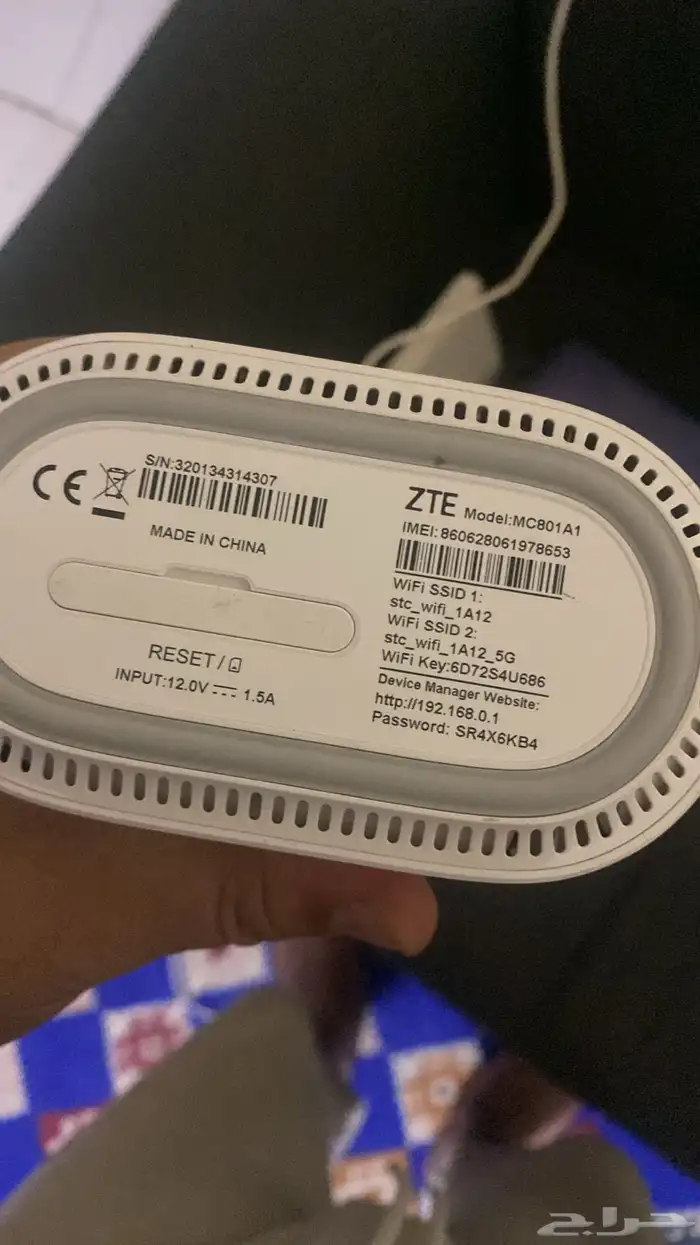 S/N:320134314307
MADE IN CHINA
RESET/
INPUT:12.0V 1.5A
ZTE Model:MC801A1
IMEI: 860628061978653
WiFi SSID 1:
stc_wifi_1A12
WiFi SSID 2:
stc_wifi_1A12_5G
WiFi Key:6D72S4U686
Device Manager Website:
http://192.168.0.1
Password: SR4X6KB4
حراج